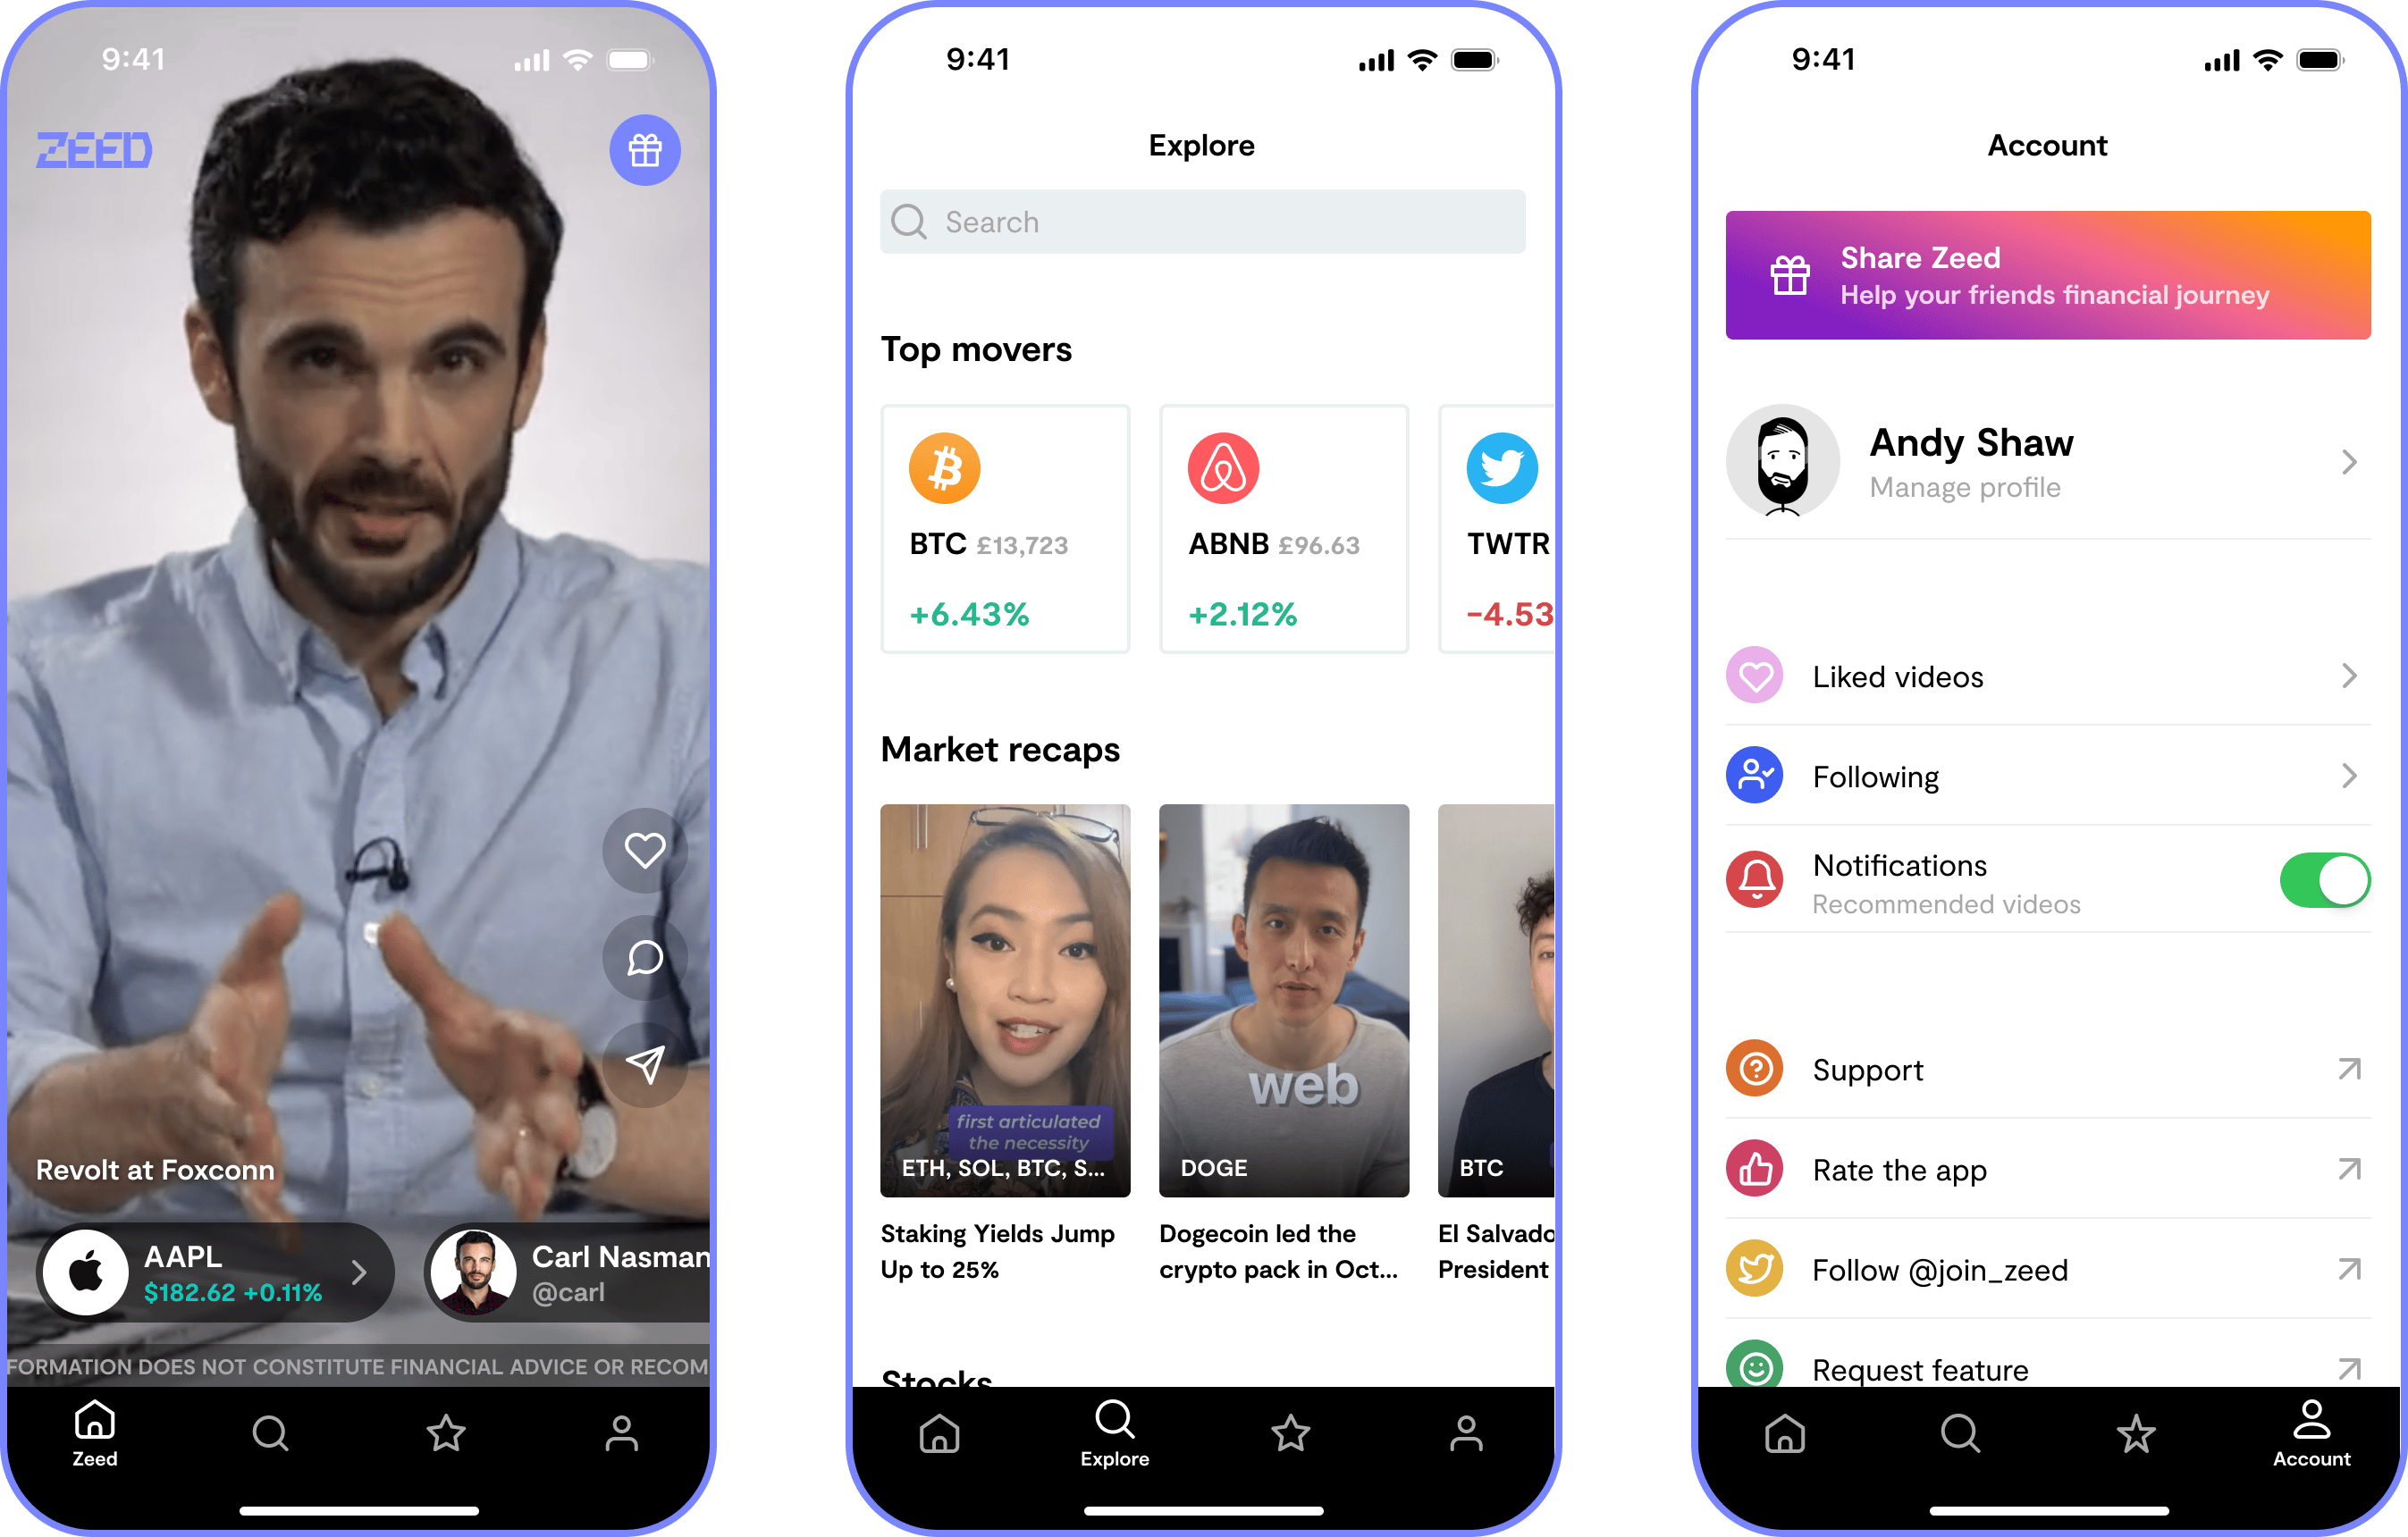 9:41
ZEED
Revolt at Foxconn
AAPL
$182.62 +0.11%
Carl Nasman
@carl
FORMATION DOES NOT CONSTITUTE FINANCIAL ADVICE OR RECOM
Zeed
9:41
Explore
Search
Top movers
BTC £13,723
+6.43%
ABNB £96.63
+2.12%
TWTR
-4.53
Market recaps
first articulated
the necessity
ETH, SOL, BTC, S...
Staking Yields Jump
Up to 25%
web
DOGE
Dogecoin led the
crypto pack in Oct...
BTC
El Salvado
President
Stocks
Explore
9:41
Account
Share Zeed
Help your friends financial journey
Andy Shaw
Manage profile
Liked videos
Following
Notifications
Recommended videos
Support
Rate the app
Follow @join_zeed
Request feature
Account